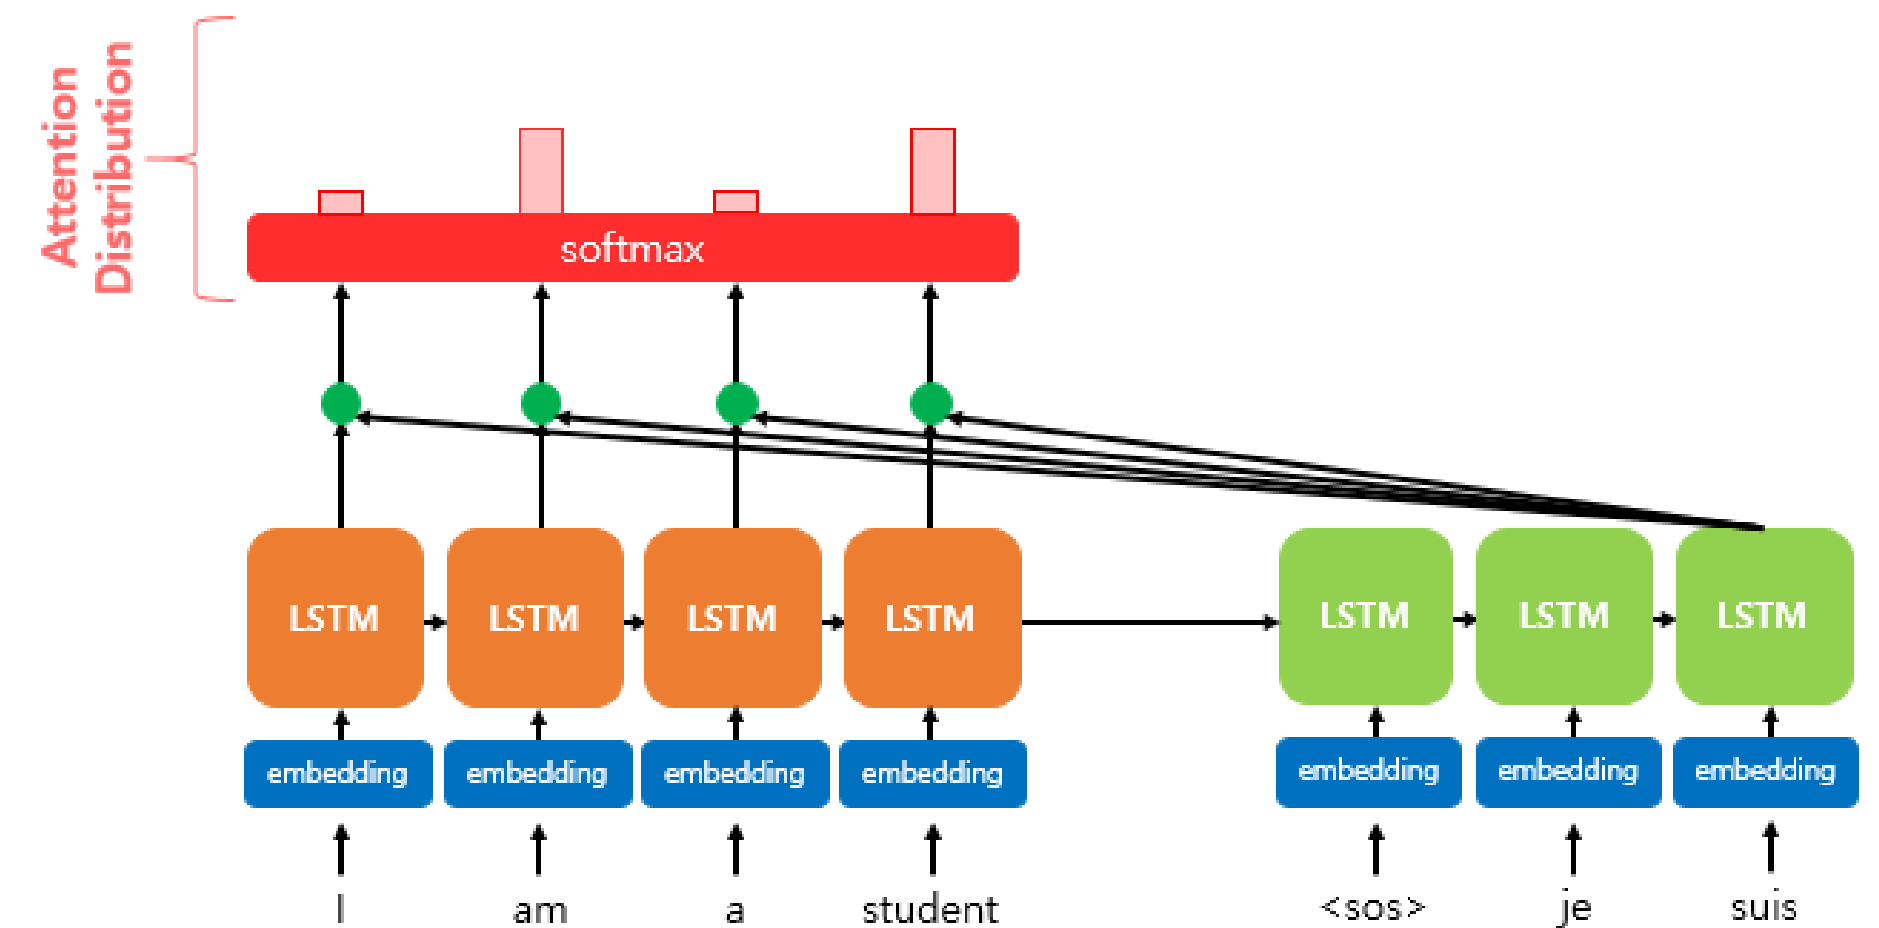 Attention
Distribution
softmax
LSTM LSTM LSTM LSTM LSTM LSTM LSTM
embedding embedding embedding embedding embedding embedding embedding
I am a student <sos> je suis